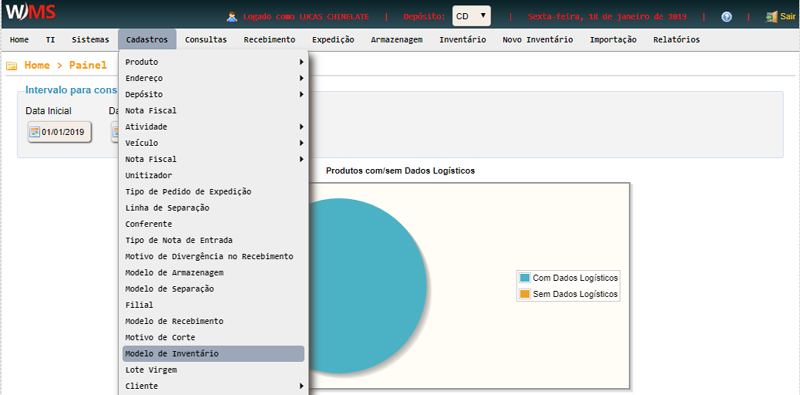 WMS
Logado como LUCAS CHINELATE | Depósito: CD | Sexta-feira, 18 de janeiro de 2019 | | Sair
Home TI Sistemas Cadastros Consultas Recebimento Expedição Armazenagem Inventário Novo Inventário Importação Relatórios
Home > Painel
Intervalo para cons
Data Inicial Da
01/01/2019
Produto
Endereço
Depósito
Nota Fiscal
Atividade
Veículo
Nota Fiscal
Unitizador
Tipo de Pedido de Expedição
Linha de Separação
Conferente
Tipo de Nota de Entrada
Motivo de Divergência no Recebimento
Modelo de Armazenagem
Modelo de Separação
Filial
Modelo de Recebimento
Motivo de Corte
Modelo de Inventário
Lote Virgem
Cliente
Produtos com/sem Dados Logísticos
Com Dados Logísticos
Sem Dados Logísticos